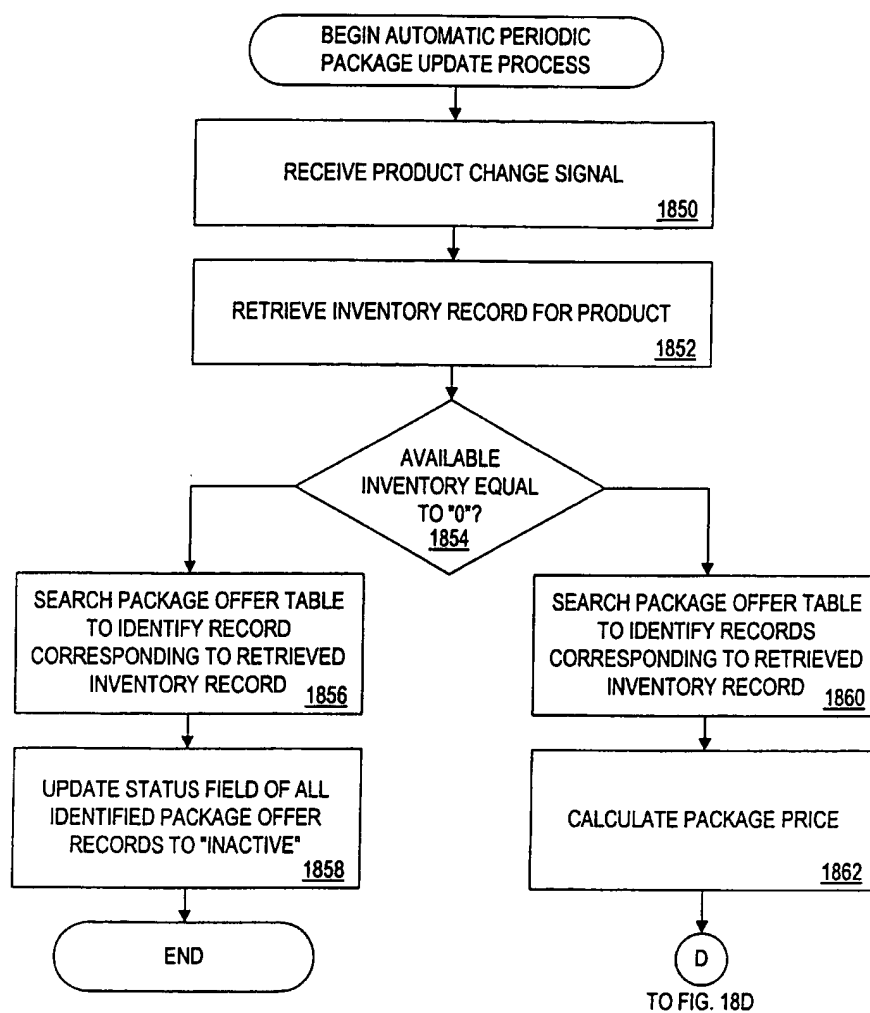 BEGIN AUTOMATIC PERIODIC
PACKAGE UPDATE PROCESS
RECEIVE PRODUCT CHANGE SIGNAL
1850
RETRIEVE INVENTORY RECORD FOR PRODUCT
1852
AVAILABLE
INVENTORY EQUAL
TO "0"?
1854
SEARCH PACKAGE OFFER TABLE
TO IDENTIFY RECORD
CORRESPONDING TO RETRIEVED
INVENTORY RECORD
1856
UPDATE STATUS FIELD OF ALL
IDENTIFIED PACKAGE OFFER
RECORDS TO "INACTIVE"
1858
END
SEARCH PACKAGE OFFER TABLE
TO IDENTIFY RECORDS
CORRESPONDING TO RETRIEVED
INVENTORY RECORD
1860
CALCULATE PACKAGE PRICE
1862
D
TO FIG. 18D